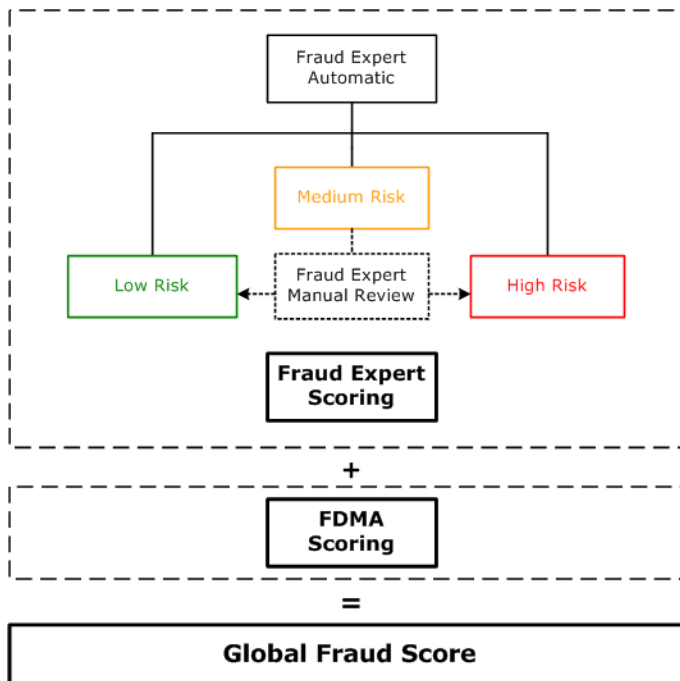 Fraud Expert
Automatic
Medium Risk
Low Risk
Fraud Expert
Manual Review
High Risk
Fraud Expert
Scoring
+
FDMA
Scoring
=
Global Fraud Score